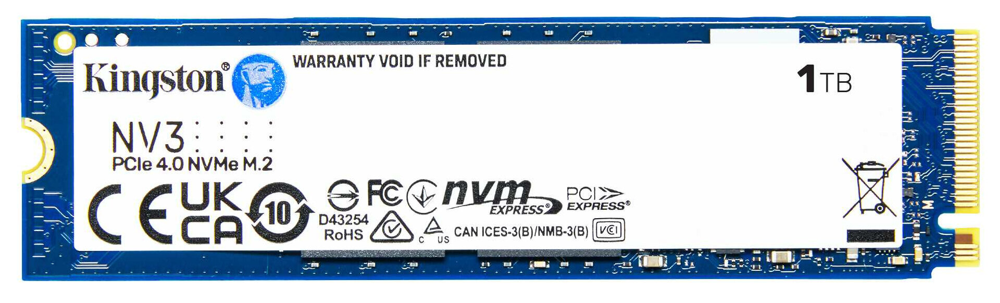 Kingston®
WARRANTY VOID IF REMOVED
1TB
NV3
PCIe 4.0 NVMe M.2
CE
UK
CA
10
D43254
RoHS
FC
nvm
EXPRESS®
PCI
EXPRESS®
C US
CAN ICES-3(B)/NMB-3(B)
VCI
M